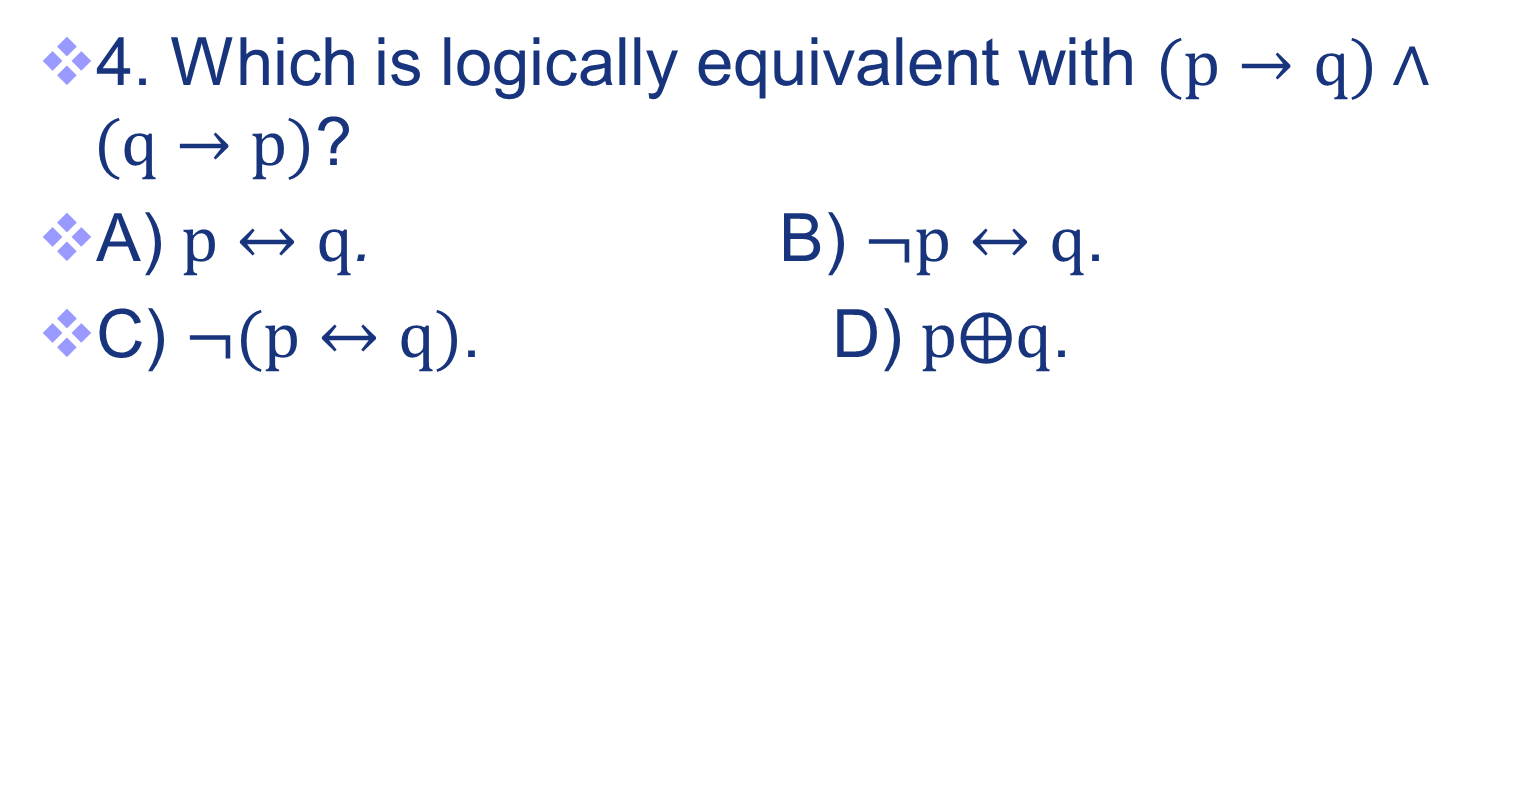 ❖4. Which is logically equivalent with (p → q) ∧
(q → p)?
❖A) p ↔ q. B) ¬p ↔ q.
❖C) ¬(p ↔ q). D) p⊕q.